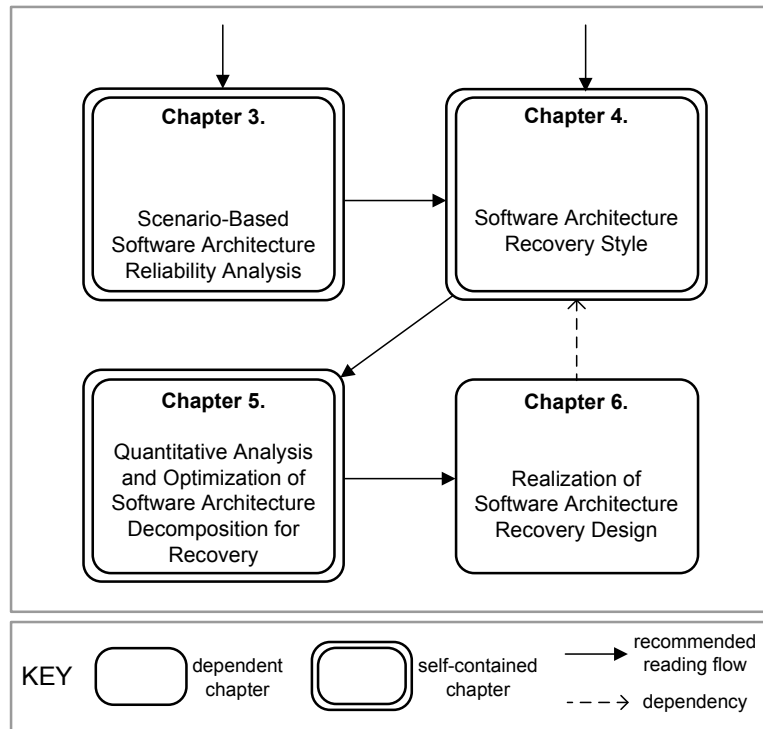 Chapter 3.
Scenario-Based
Software Architecture
Reliability Analysis
Chapter 4.
Software Architecture
Recovery Style
Chapter 5.
Quantitative Analysis
and Optimization of
Software Architecture
Decomposition for
Recovery
Chapter 6.
Realization of
Software Architecture
Recovery Design
KEY
dependent
chapter
self-contained
chapter
recommended
reading flow
dependency